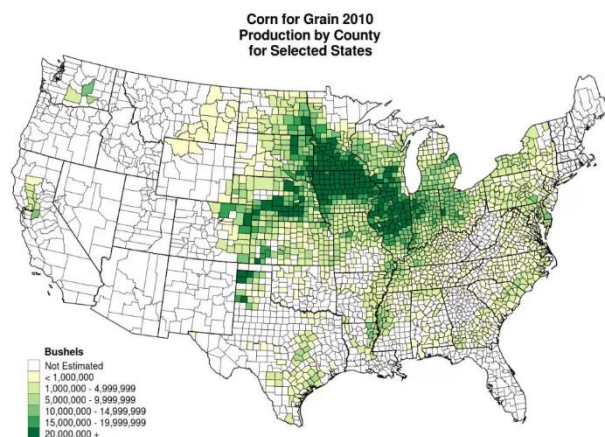 Corn for Grain 2010
Production by County
for Selected States
Bushels
Not Estimated
< 1,000,000
1,000,000 - 4,999,999
5,000,000 - 9,999,999
10,000,000 - 14,999,999
15,000,000 - 19,999,999
20,000,000 +